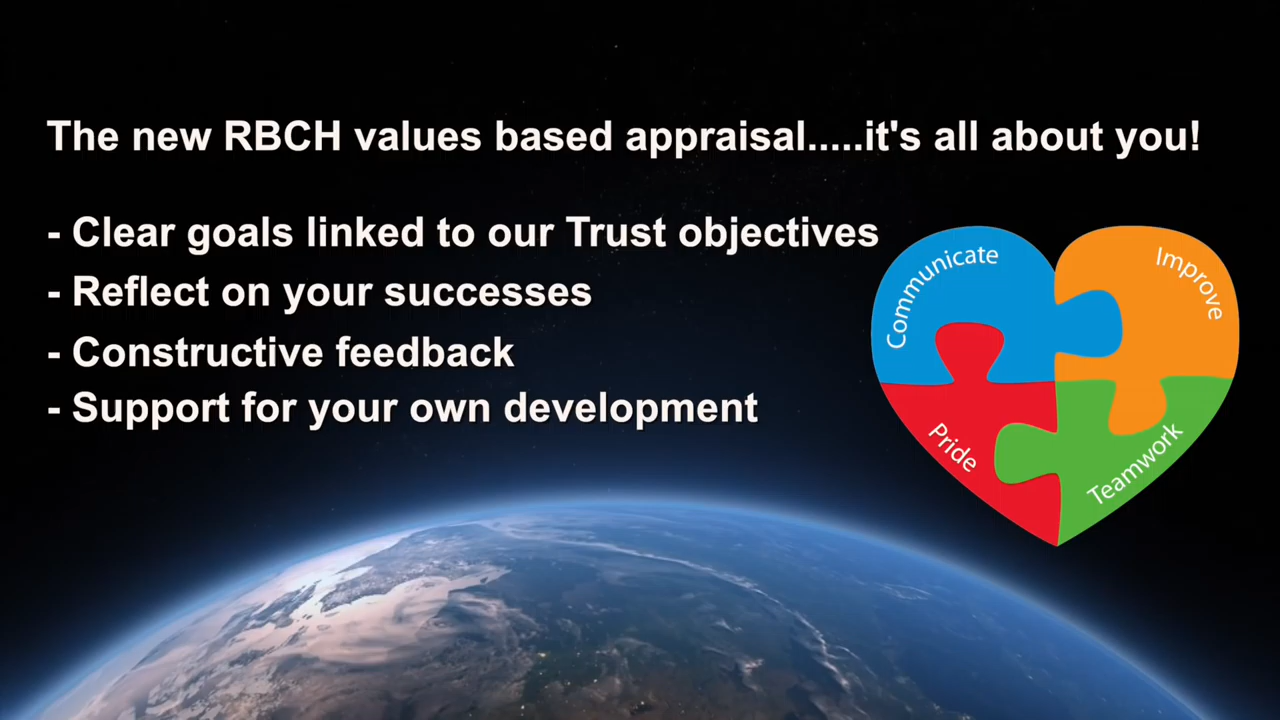 The new RBCH values based appraisal.....it's all about you!
- Clear goals linked to our Trust objectives
- Reflect on your successes
- Constructive feedback
- Support for your own development
Communicate
Improve
Pride
Teamwork